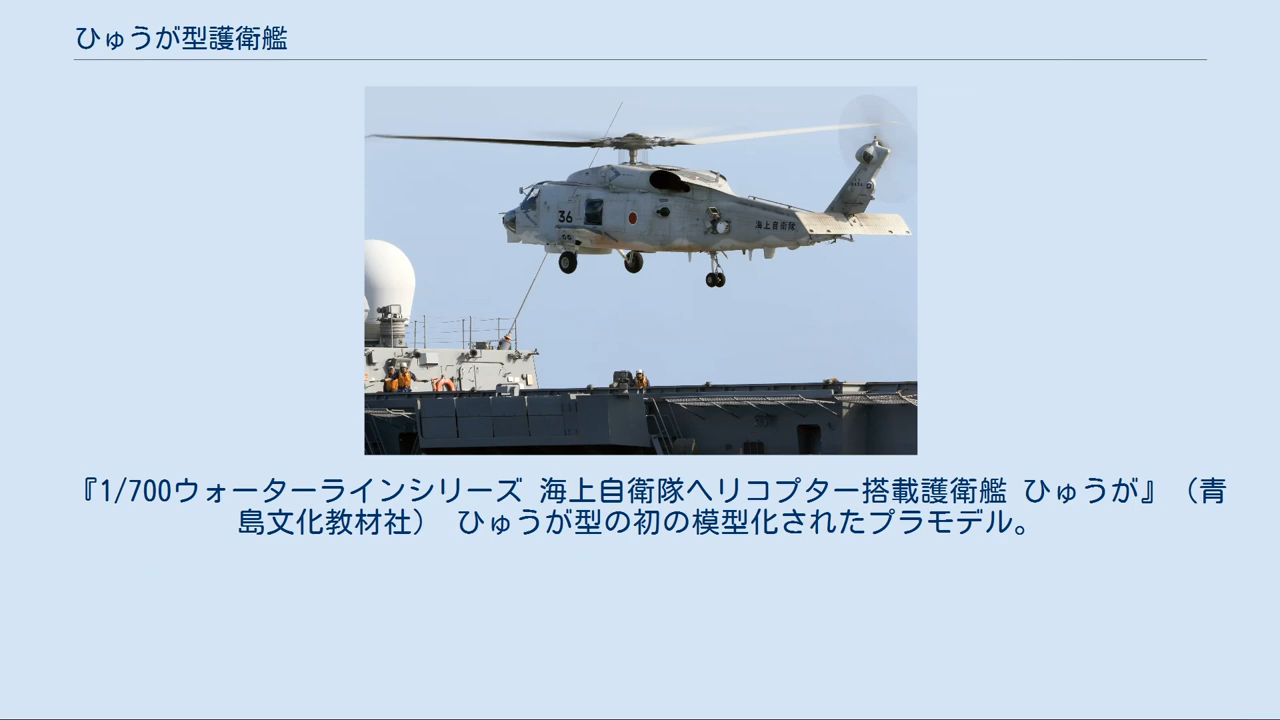 ひゅうが型護衛艦
36
海上自衛隊
『1/700ウォーターラインシリーズ 海上自衛隊ヘリコプター搭載護衛艦 ひゅうが』（青
島文化教材社） ひゅうが型の初の模型化されたプラモデル。